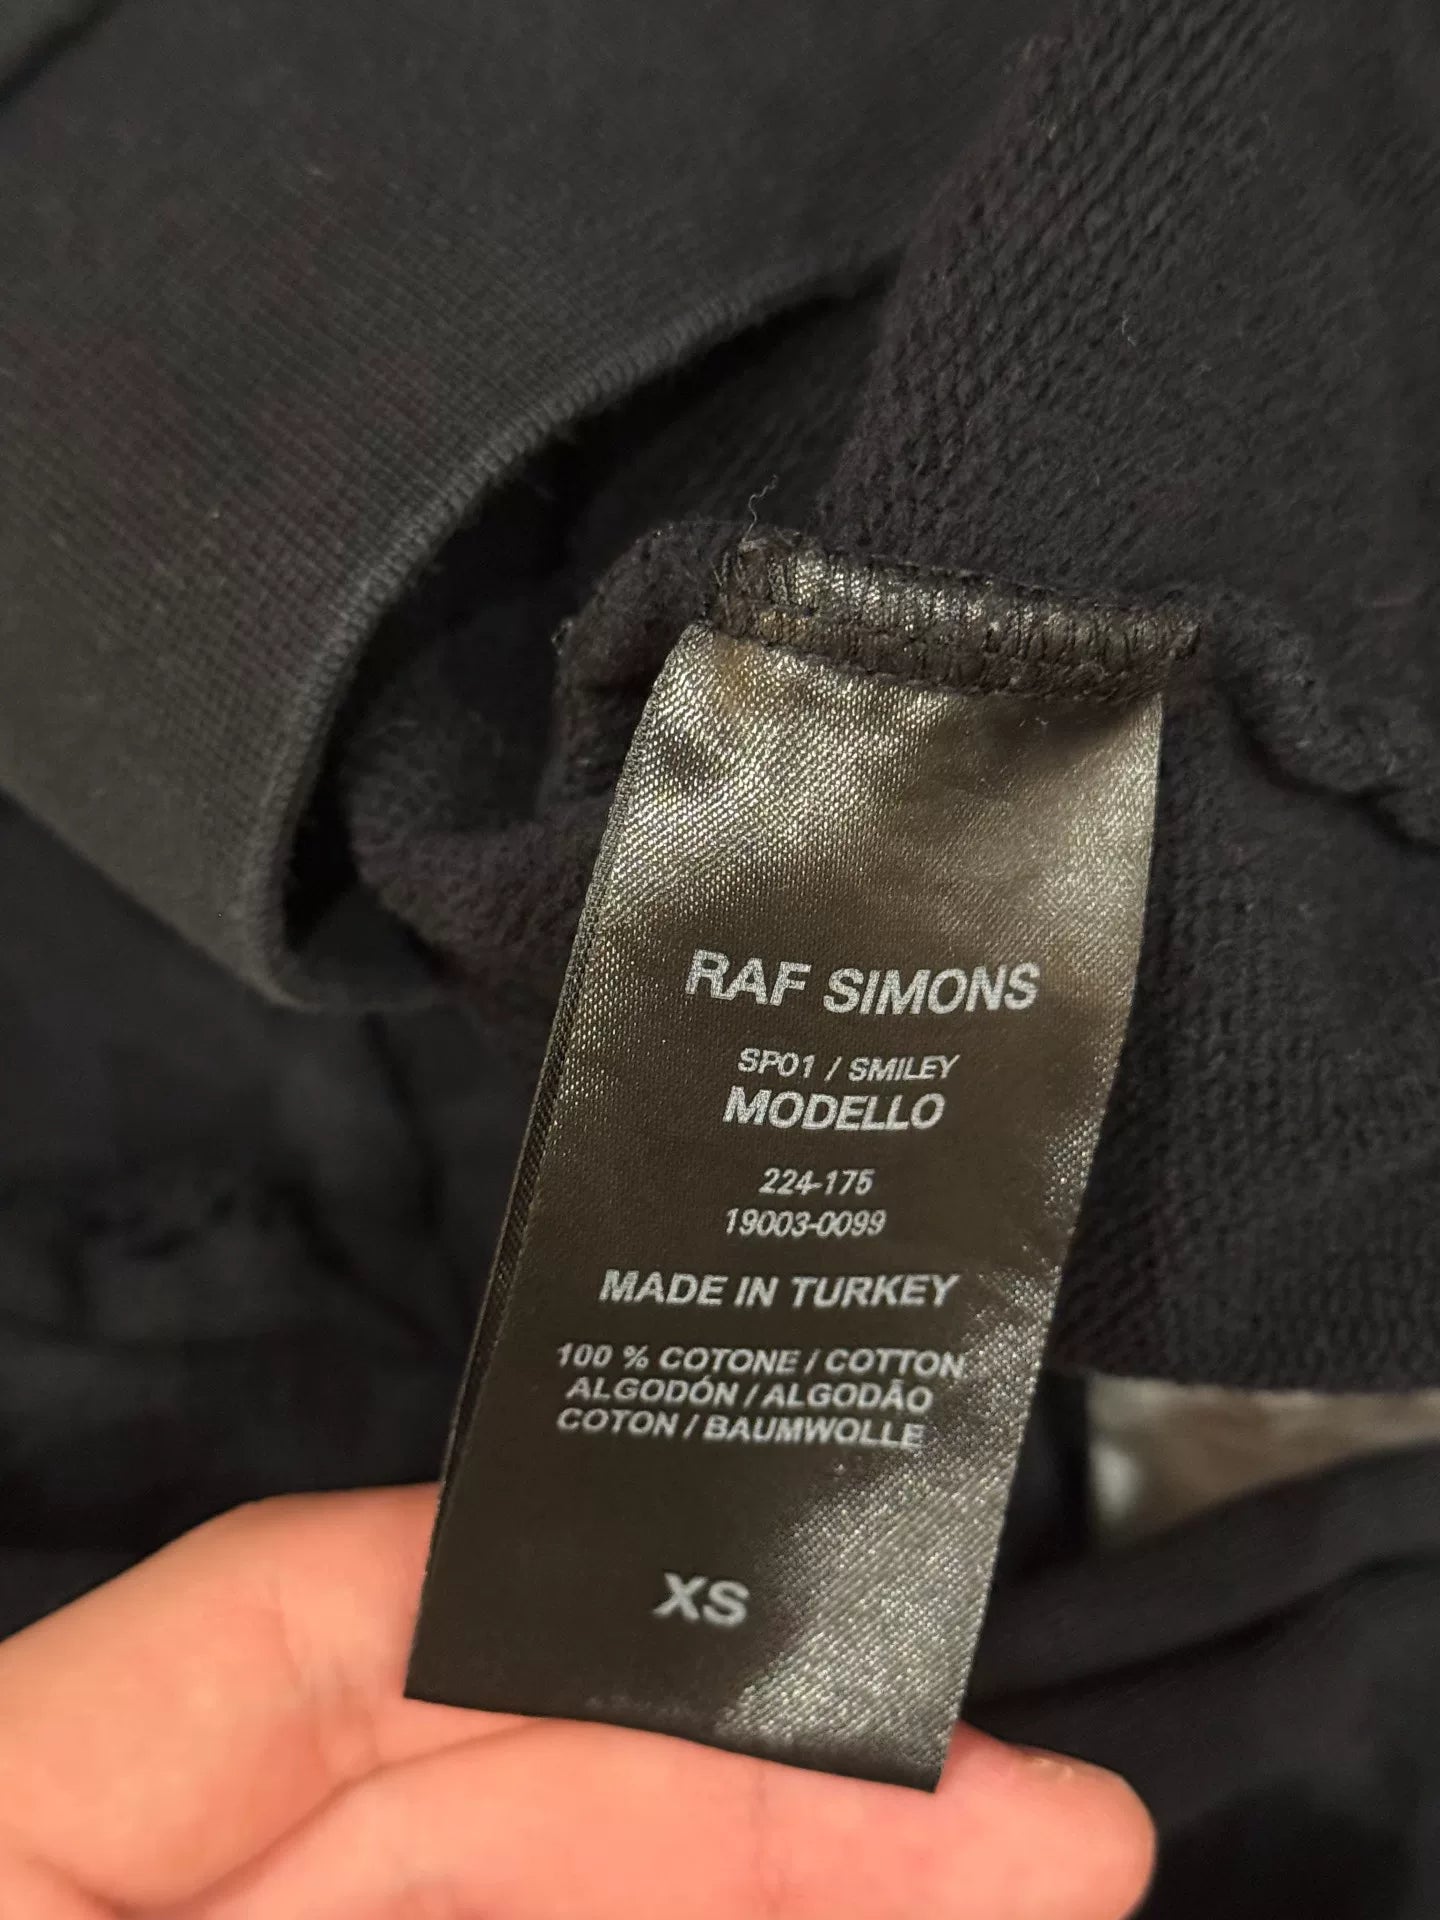 RAF SIMONS
SP01 / SMILEY
MODELLO
224-175
19003-0099
MADE IN TURKEY
100 % COTONE / COTTON
ALGODÓN / ALGODÃO
COTON / BAUMWOLLE
XS